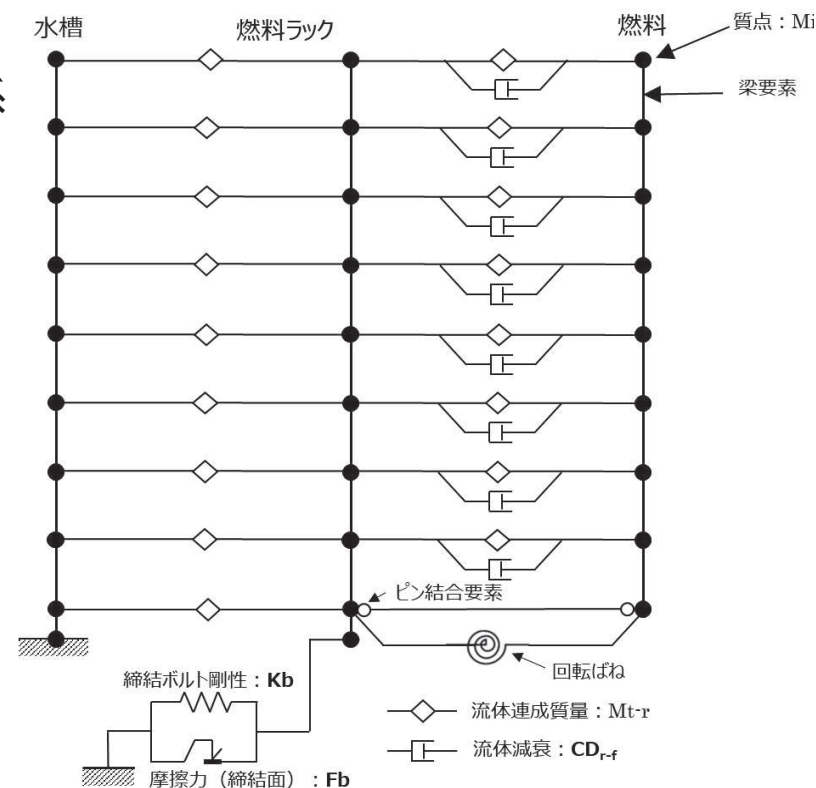 水槽
燃料ラック
燃料
質点：Mi
梁要素
ピン結合要素
回転ばね
締結ボルト剛性：Kb
流体連成質量：Mt-r
流体減衰：CDr-f
摩擦力（締結面）：Fb